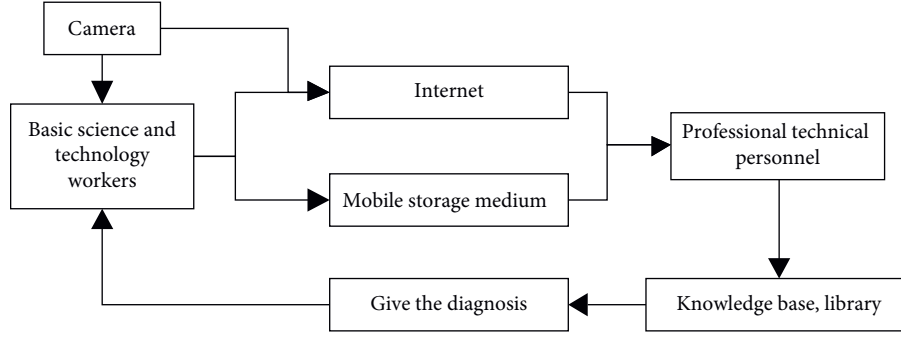 Camera
Internet
Basic science and
technology
workers
Professional technical
personnel
Mobile storage medium
Give the diagnosis
Knowledge base, library